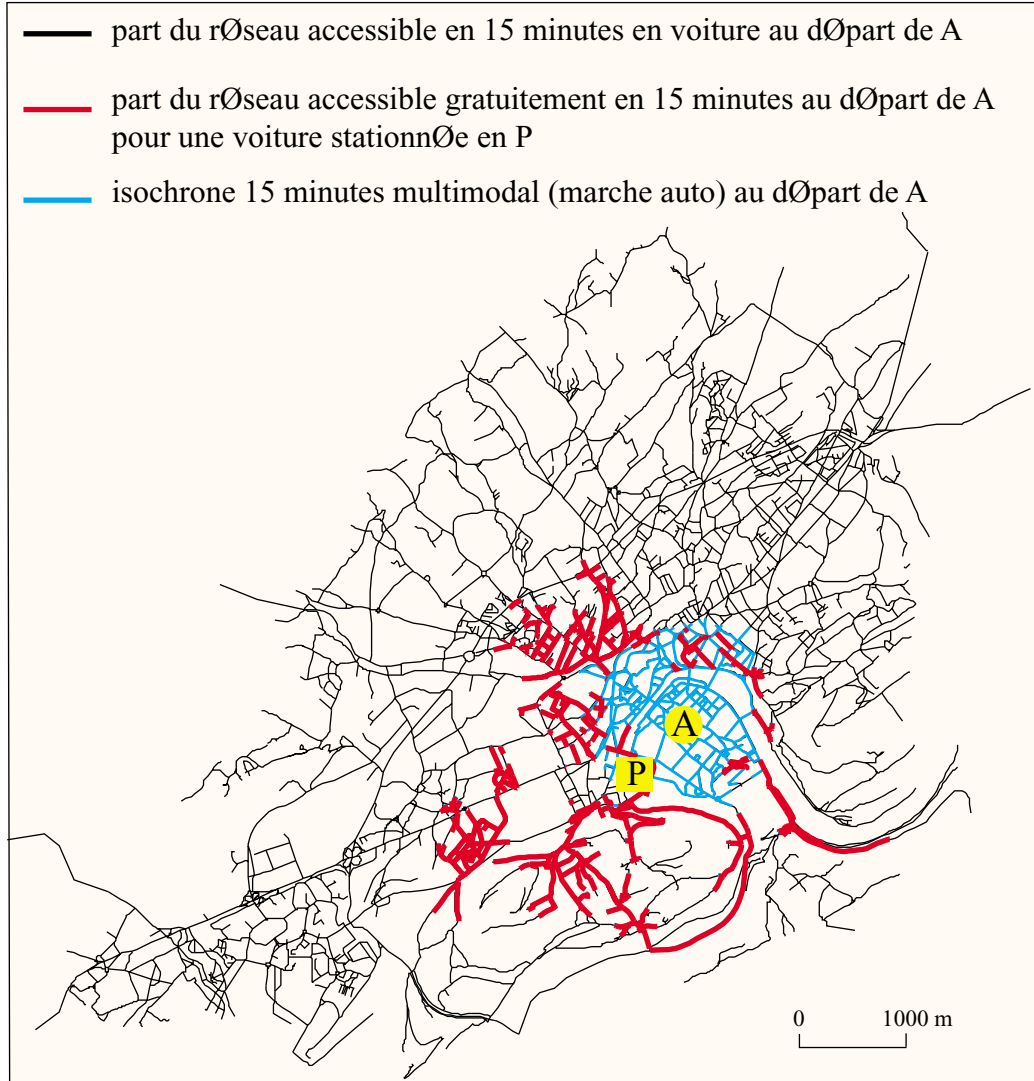 part du rØseau accessible en 15 minutes en voiture au dØpart de A
part du rØseau accessible gratuitement en 15 minutes au dØpart de A
pour une voiture stationnØe en P
isochrone 15 minutes multimodal (marche auto) au dØpart de A
A
P
0 1000 m